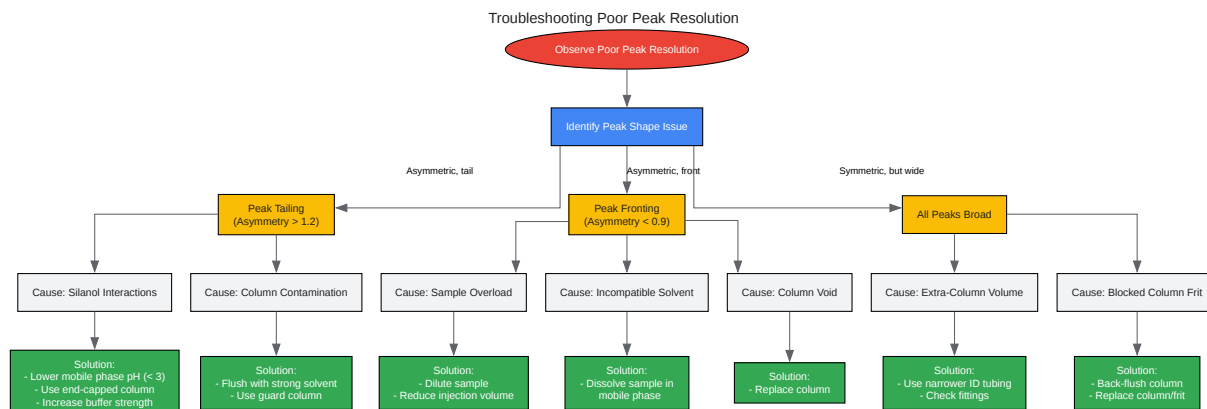 Troubleshooting Poor Peak Resolution
Observe Poor Peak Resolution
Identify Peak Shape Issue
Asymmetric, tail
Asymmetric, front
Symmetric, but wide
Peak Tailing
(Asymmetry > 1.2)
Peak Fronting
(Asymmetry < 0.9)
All Peaks Broad
Cause: Silanol Interactions
Cause: Column Contamination
Cause: Sample Overload
Cause: Incompatible Solvent
Cause: Column Void
Cause: Extra-Column Volume
Cause: Blocked Column Frit
Solution:
- Lower mobile phase pH (< 3)
- Use end-capped column
- Increase buffer strength
Solution:
- Flush with strong solvent
- Use guard column
Solution:
- Dilute sample
- Reduce injection volume
Solution:
- Dissolve sample in
mobile phase
Solution:
- Replace column
Solution:
- Use narrower ID tubing
- Check fittings
Solution:
- Back-flush column
- Replace column/frit